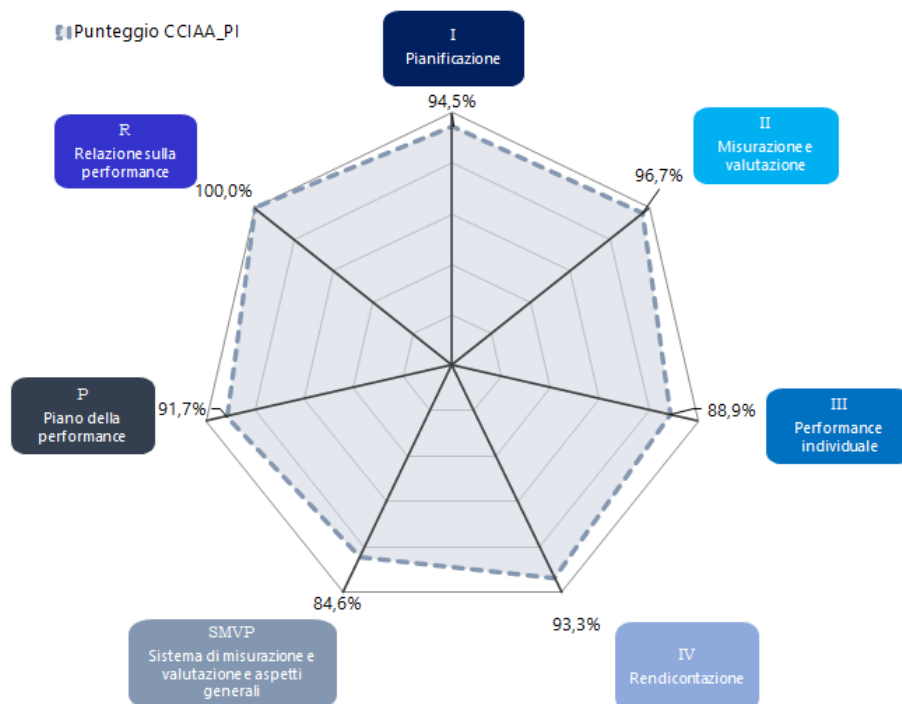 Punteggio CCIAA_PI
I
Pianificazione
94,5%
II
Misurazione e
valutazione
96,7%
III
Performance
individuale
88,9%
IV
Rendicontazione
93,3%
SMVP
Sistema di misurazione e
valutazione e aspetti
generali
84,6%
P
Piano della
performance
91,7%
R
Relazione sulla
performance
100,0%